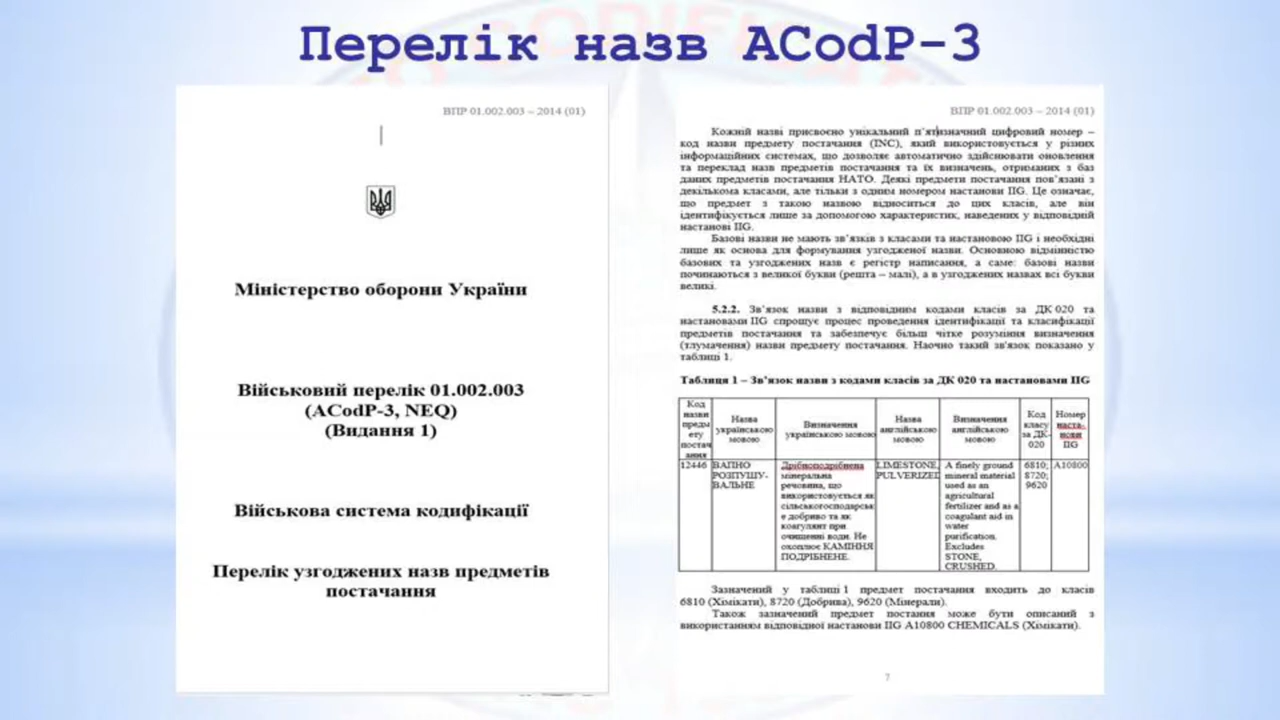 Перелік назв ACodP-3
ВПР 01.002.003 – 2014 (01)
Міністерство оборони України
Військовий перелік 01.002.003
(ACodP-3, NEQ)
(Видання 1)
Військова система кодифікації
Перелік узгоджених назв предметів
постачання
ВПР 01.002.003 – 2014 (01)
Кожній назві присвоєно унікальний п’ятизначний цифровий номер –
код назви предмету постачання (INC), який використовується у різних
інформаційних системах, що дозволяє автоматично здійснювати оновлення
та переклад назв предметів постачання та їх визначень, отриманих з баз
даних предметів постачання НАТО. Деякі предмети постачання пов’язані з
декількома класами, але тільки з одним номером настанови IIG. Це означає,
що предмет з такою назвою відноситься до цих класів, але він
ідентифікується лише за допомогою характеристик, наведених у відповідній
настанові IIG.
Базові назви не мають зв’язків з класами та настановою IIG і необхідні
лише як основа для формування узгодженої назви. Основною відмінністю
базових та узгоджених назв є регістр написання, а саме: базові назви
починаються з великої букви (решта – малі), а в узгоджених назвах всі букви
великі.
5.2.2. Зв’язок назви з відповідним кодами класів за ДК 020 та
настановами IIG спрощує процес проведення ідентифікації та класифікації
предметів постачання та забезпечує більш чітке розуміння визначення
(тлумачення) назви предмету постачання. Наочно такий зв'язок показано у
таблиці 1.
Таблиця 1 – Зв’язок назви з кодами класів за ДК 020 та настановами IIG
Код
назви
предм
ету
постач
ання
Назва
українською
мовою
Визначення
українською мовою
Назва
англійською
мовою
Визначення
англійською
мовою
Код
класу
за ДК-
020
Номер
наста-
нови
IIG
12446
ВАПНО
РОЗПУШУ-
ВАЛЬНЕ
Дрібноподрібнена
мінеральна
речовина, що
використовується як
сільськогосподарськ
е добриво та як
коагулянт при
очищенні води. Не
охоплює КАМІННЯ
ПОДРІБНЕНЕ.
LIMESTONE,
PULVERIZED
A finely ground
mineral material
used as an
agricultural
fertilizer and as a
coagulant aid in
water
purification.
Excludes
STONE,
CRUSHED.
6810;
8720;
9620
A10800
Зазначений у таблиці 1 предмет постачання входить до класів
6810 (Хімікати), 8720 (Добрива), 9620 (Мінерали).
Також зазначений предмет постання може бути описаний з
використанням відповідної настанови IIG A10800 CHEMICALS (Хімікати).
7